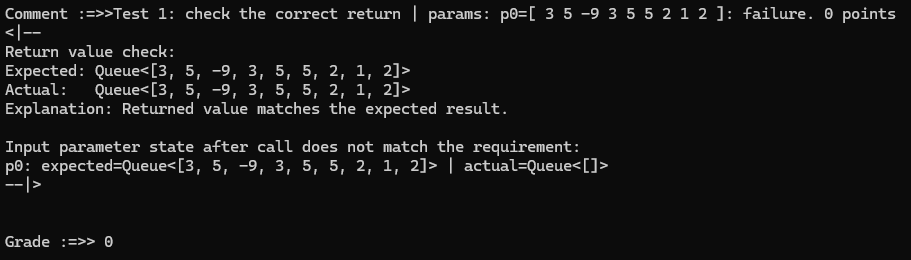 Comment :=>>Test 1: check the correct return | params: p0=[ 3 5 -9 3 5 5 2 1 2 ]: failure. 0 points
<|--
Return value check:
Expected: Queue<[3, 5, -9, 3, 5, 5, 2, 1, 2]>
Actual:   Queue<[3, 5, -9, 3, 5, 5, 2, 1, 2]>
Explanation: Returned value matches the expected result.
Input parameter state after call does not match the requirement:
p0: expected=Queue<[3, 5, -9, 3, 5, 5, 2, 1, 2]> | actual=Queue<[]>
--|>
Grade :=>> 0